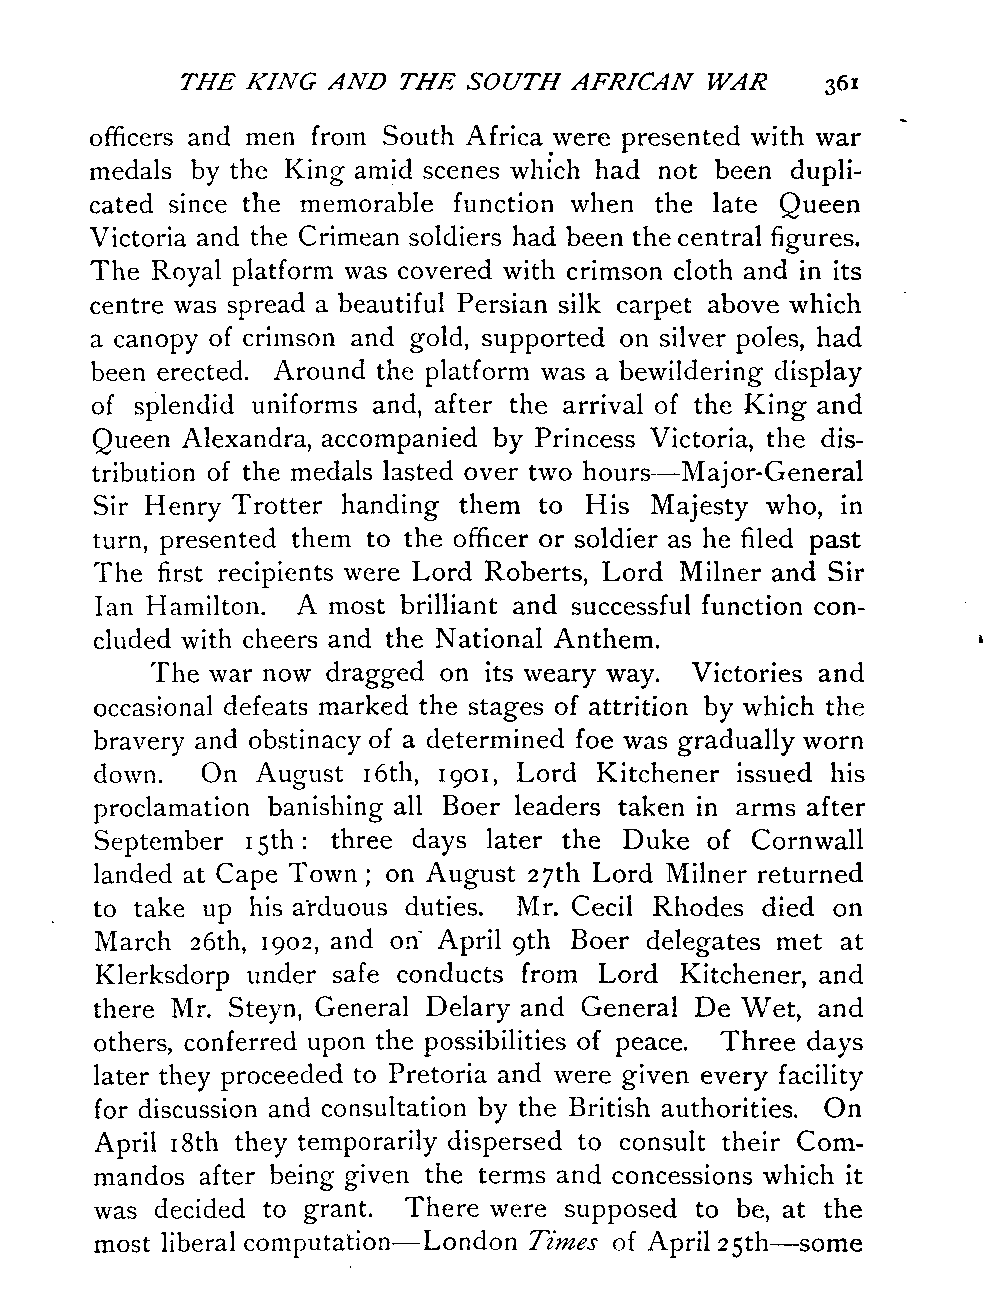 THE KING AND THE SOUTH AFRICAN WAR 361
officers and men from South Africa were presented with war
medals by the King amid scenes which had not been dupli-
cated since the memorable function when the late Queen
Victoria and the Crimean soldiers had been the central figures.
The Royal platform was covered with crimson cloth and in its
centre was spread a beautiful Persian silk carpet above which
a canopy of crimson and gold, supported on silver poles, had
been erected. Around the platform was a bewildering display
of splendid uniforms and, after the arrival of the King and
Queen Alexandra, accompanied by Princess Victoria, the dis-
tribution of the medals lasted over two hours—Major-General
Sir Henry Trotter handing them to His Majesty who, in
turn, presented them to the officer or soldier as he filed past
The first recipients were Lord Roberts, Lord Milner and Sir
Ian Hamilton. A most brilliant and successful function con-
cluded with cheers and the National Anthem.
The war now dragged on its weary way. Victories and
occasional defeats marked the stages of attrition by which the
bravery and obstinacy of a determined foe was gradually worn
down. On August 16th, 1901, Lord Kitchener issued his
proclamation banishing all Boer leaders taken in arms after
September 15th: three days later the Duke of Cornwall
landed at Cape Town; on August 27th Lord Milner returned
to take up his arduous duties. Mr. Cecil Rhodes died on
March 26th, 1902, and on April 9th Boer delegates met at
Klerksdorp under safe conducts from Lord Kitchener, and
there Mr. Steyn, General Delary and General De Wet, and
others, conferred upon the possibilities of peace. Three days
later they proceeded to Pretoria and were given every facility
for discussion and consultation by the British authorities. On
April 18th they temporarily dispersed to consult their Com-
mandos after being given the terms and concessions which it
was decided to grant. There were supposed to be, at the
most liberal computation—London Times of April 25th—some